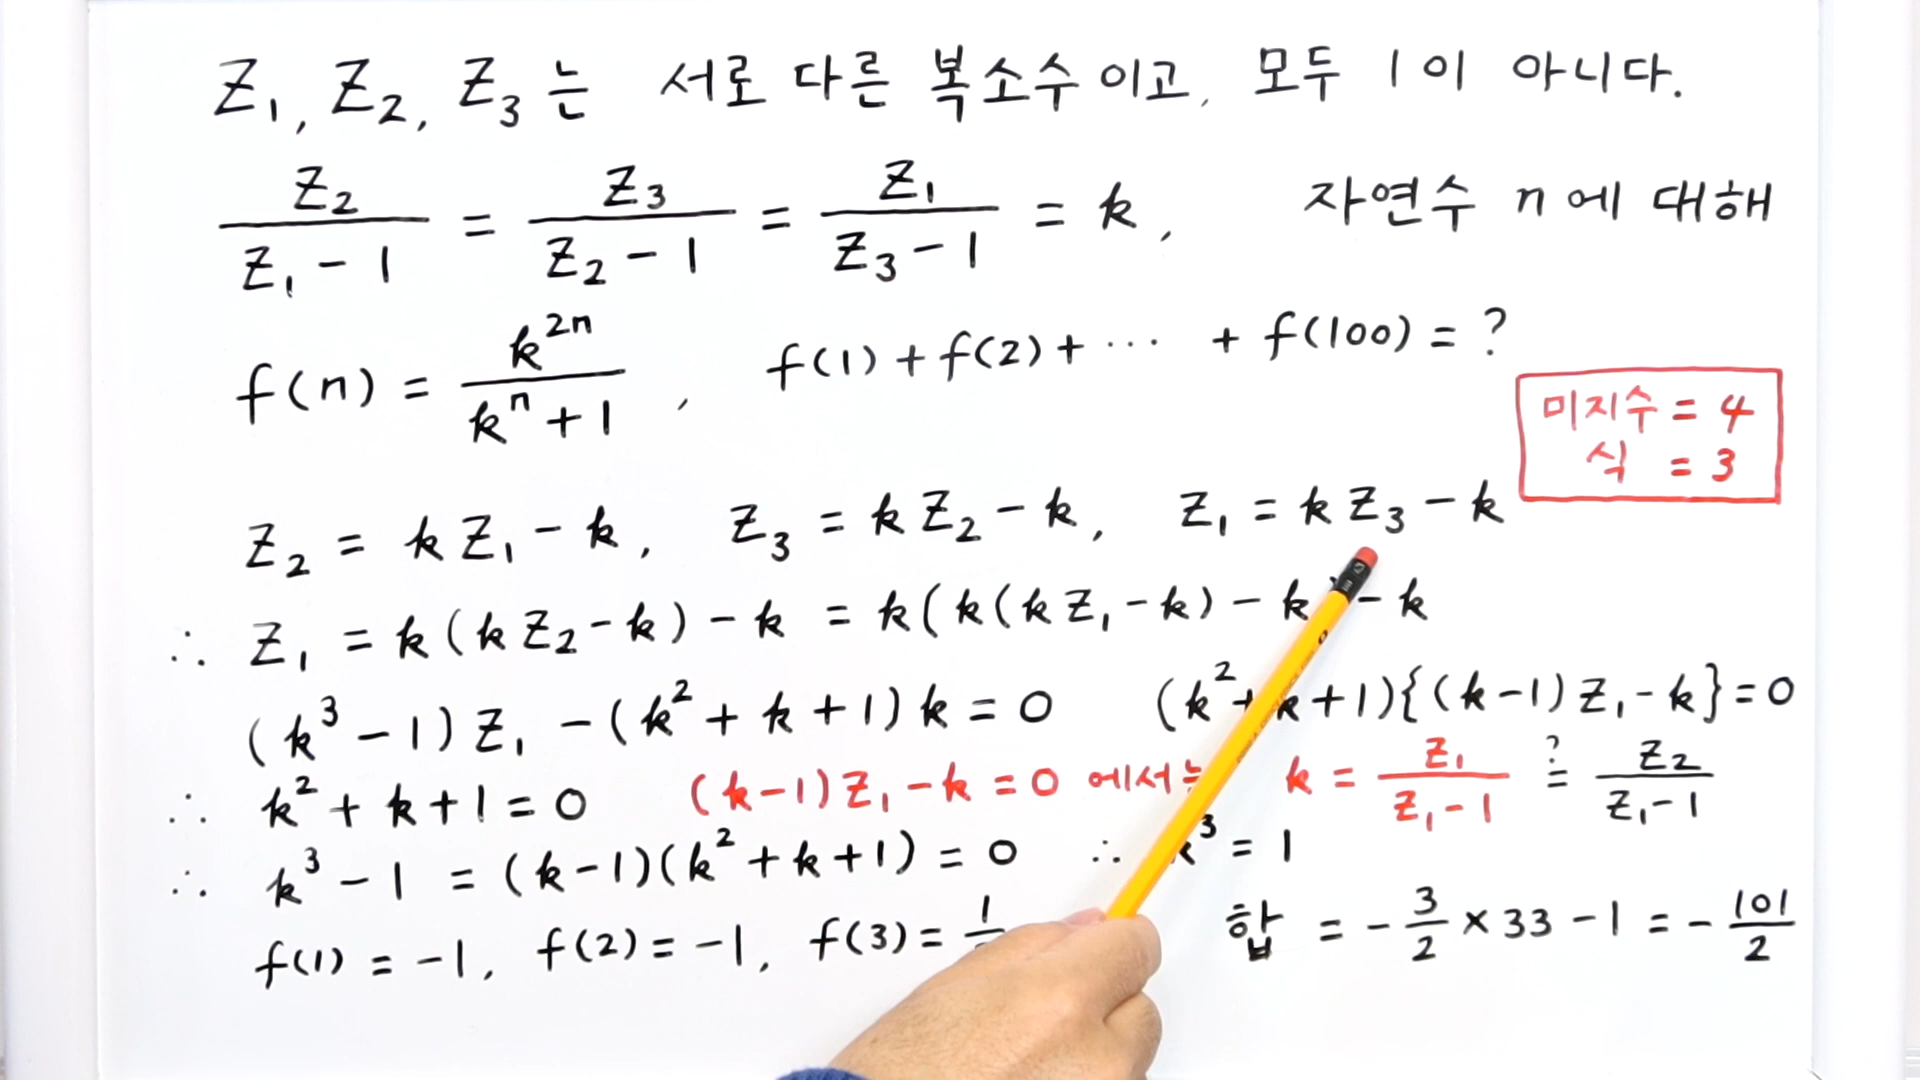 Z₁, Z₂, Z₃ 는 서로 다른 복소수이고, 모두 1이 아니다.
Z₂/(Z₁-1) = Z₃/(Z₂-1) = Z₁/(Z₃-1) = k, 자연수 n에 대해
f(n) = k²ⁿ/(kⁿ+1), f(1)+f(2)+ ··· +f(100) = ?
미지수 = 4
식 = 3
Z₂ = kZ₁-k, Z₃ = kZ₂-k, Z₁ = kZ₃-k
∴ Z₁ = k(kZ₂-k)-k = k(k(kZ₁-k)-k -k
(k³-1)Z₁-(k²+k+1)k = 0 (k²+k+1){(k-1)Z₁-k}=0
∴ k²+k+1=0 (k-1)Z₁-k=0 에서 k = Z₁/(Z₁-1) ?= Z₂/(Z₁-1)
∴ k³-1 = (k-1)(k²+k+1) = 0 ∴ k³ = 1
f(1) = -1, f(2) = -1, f(3) = 1/ 합 = -3/2 × 33 -1 = -101/2